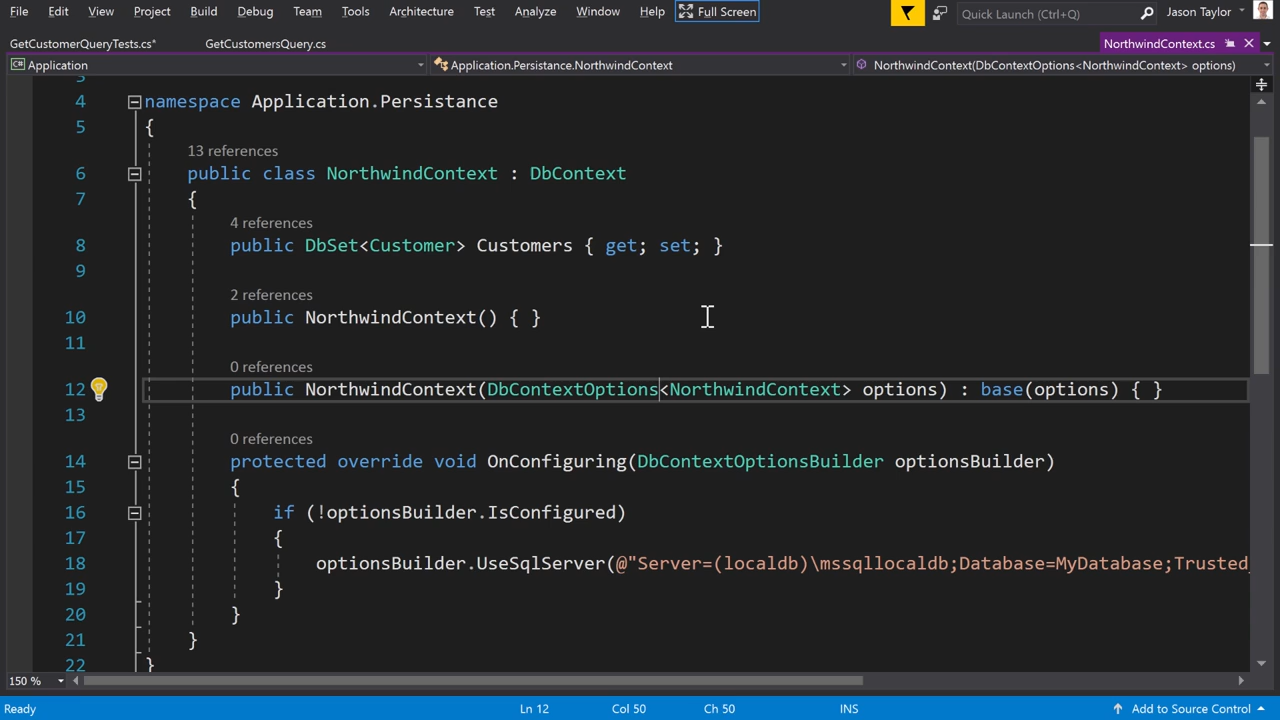 File Edit View Project Build Debug Team Tools Architecture Test Analyze Window Help Full Screen Quick Launch (Ctrl+Q) Jason Taylor
GetCustomerQueryTests.cs* GetCustomersQuery.cs NorthwindContext.cs
Application Application.Persistance.NorthwindContext NorthwindContext(DbContextOptions<NorthwindContext> options)
3
4 namespace Application.Persistance
5 {
13 references
6 public class NorthwindContext : DbContext
7 {
4 references
8 public DbSet<Customer> Customers { get; set; }
9
2 references
10 public NorthwindContext() { }
11
0 references
12 public NorthwindContext(DbContextOptions<NorthwindContext> options) : base(options) { }
13
0 references
14 protected override void OnConfiguring(DbContextOptionsBuilder optionsBuilder)
15 {
16 if (!optionsBuilder.IsConfigured)
17 {
18 optionsBuilder.UseSqlServer(@"Server=(localdb)\mssqllocaldb;Database=MyDatabase;Trusted_
19 }
20 }
21 }
22 }
150 %
Ready Ln 12 Col 50 Ch 50 INS Add to Source Control